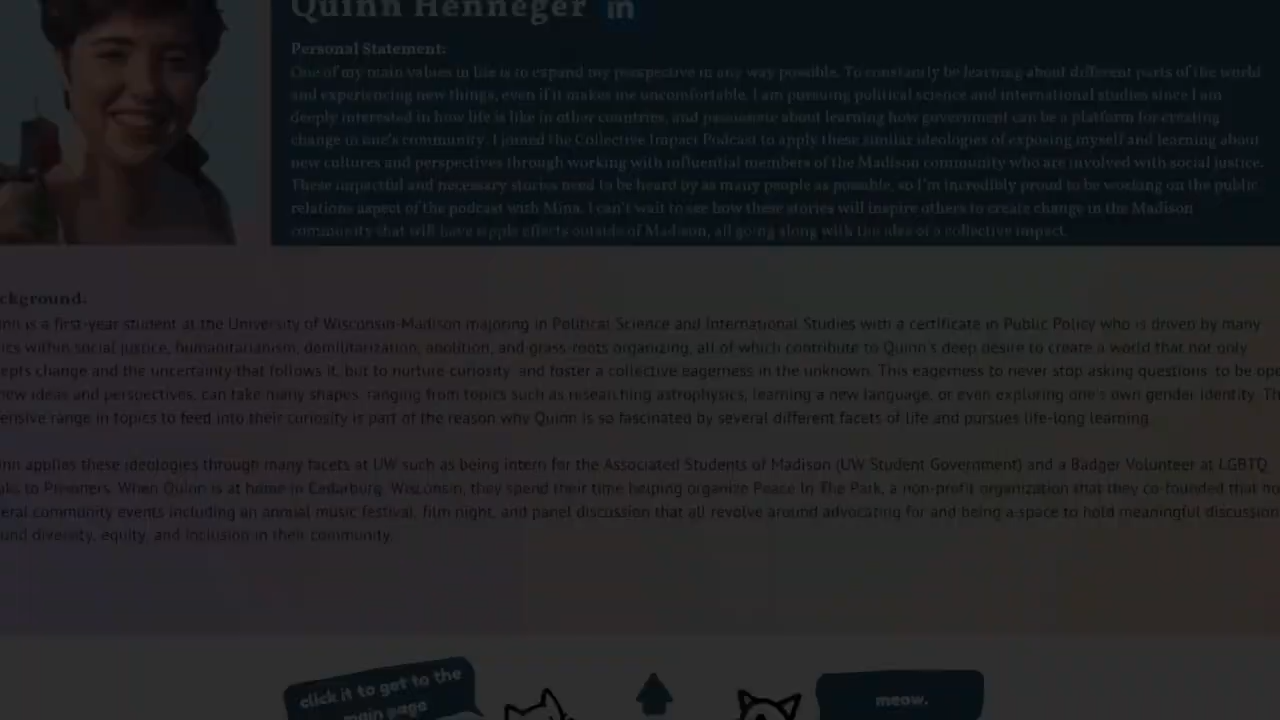 Quinn Henneger in
Personal Statement:
One of my main values in life is to expand my perspective in any way possible. To constantly be learning about different parts of the world
and experiencing new things, even if it makes me uncomfortable. I am pursuing political science and international studies since I am
deeply interested in how life is like in other countries, and passionate about learning how government can be a platform for creating
change in one's community. I joined the Collective Impact Podcast to apply these similar ideologies of exposing myself and learning about
new cultures and perspectives through working with influential members of the Madison community who are involved with social justice.
These impactful and necessary stories need to be heard by as many people as possible, so I'm incredibly proud to be working on the public
relations aspect of the podcast with Mina. I can't wait to see how these stories will inspire others to create change in the Madison
community that will have ripple effects outside of Madison, all going along with the idea of a collective impact.
ckground:
inn is a first-year student at the University of Wisconsin-Madison majoring in Political Science and International Studies with a certificate in Public Policy who is driven by many
ics within social justice, humanitarianism, demilitarization, abolition, and grass-roots organizing, all of which contribute to Quinn's deep desire to create a world that not only
epts change and the uncertainty that follows it, but to nurture curiosity and foster a collective eagerness in the unknown. This eagerness to never stop asking questions, to be ope
new ideas and perspectives, can take many shapes, ranging from topics such as researching astrophysics, learning a new language, or even exploring one's own gender identity. Th
ensive range in topics to feed into their curiosity is part of the reason why Quinn is so fascinated by several different facets of life and pursues life-long learning.
inn applies these ideologies through many facets at UW such as being intern for the Associated Students of Madison (UW Student Government) and a Badger Volunteer at LGBTQ
oks to Prisoners. When Quinn is at home in Cedarburg, Wisconsin, they spend their time helping organize Peace In The Park, a non-profit organization that they co-founded that ho
eral community events including an annual music festival, film night, and panel discussion that all revolve around advocating for and being a space to hold meaningful discussion
und diversity, equity, and inclusion in their community.
click it to get to the
main page
meow.